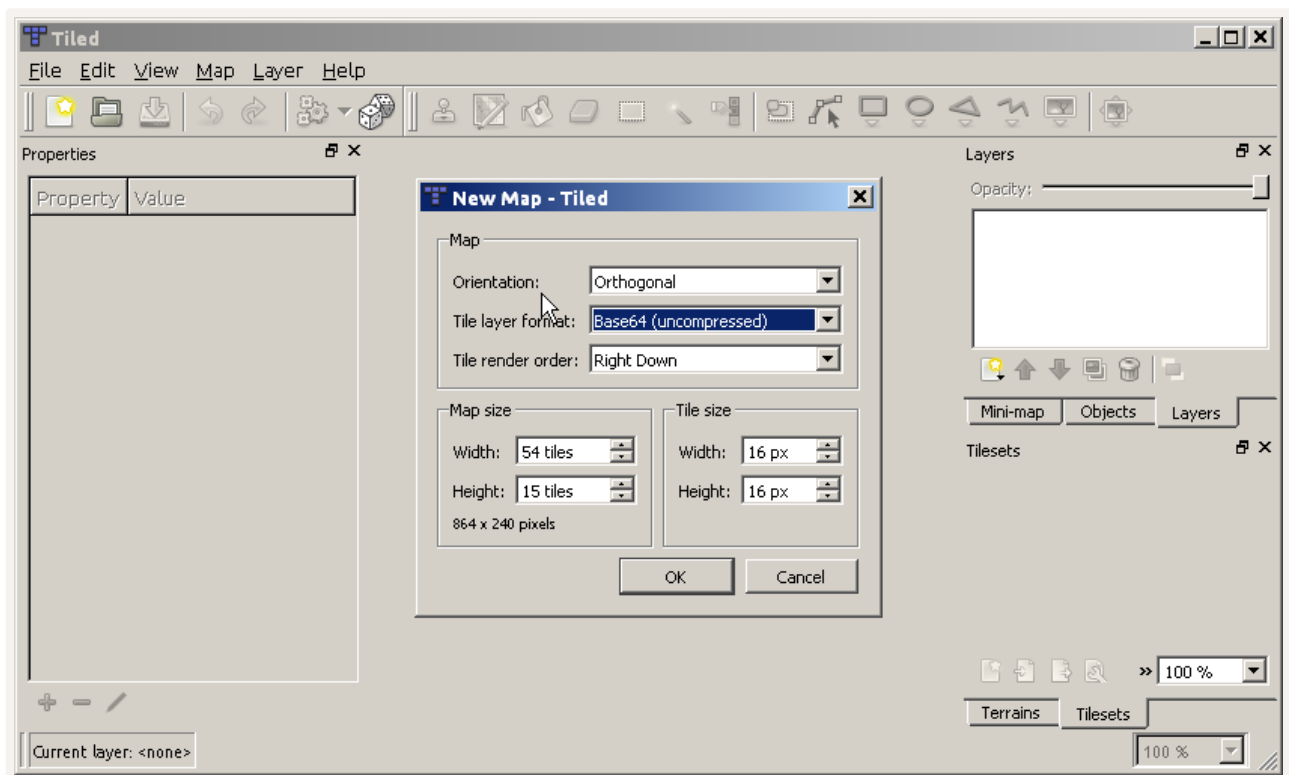 Tiled
File Edit View Map Layer Help
Properties
Property Value
Current layer: <none>
New Map - Tiled
Map
Orientation: Orthogonal
Tile layer format: Base64 (uncompressed)
Tile render order: Right Down
Map size
Width: 54 tiles
Height: 15 tiles
864 x 240 pixels
Tile size
Width: 16 px
Height: 16 px
OK Cancel
Layers
Opacity:
Mini-map Objects Layers
Tilesets
100 %
Terrains Tilesets
100 %